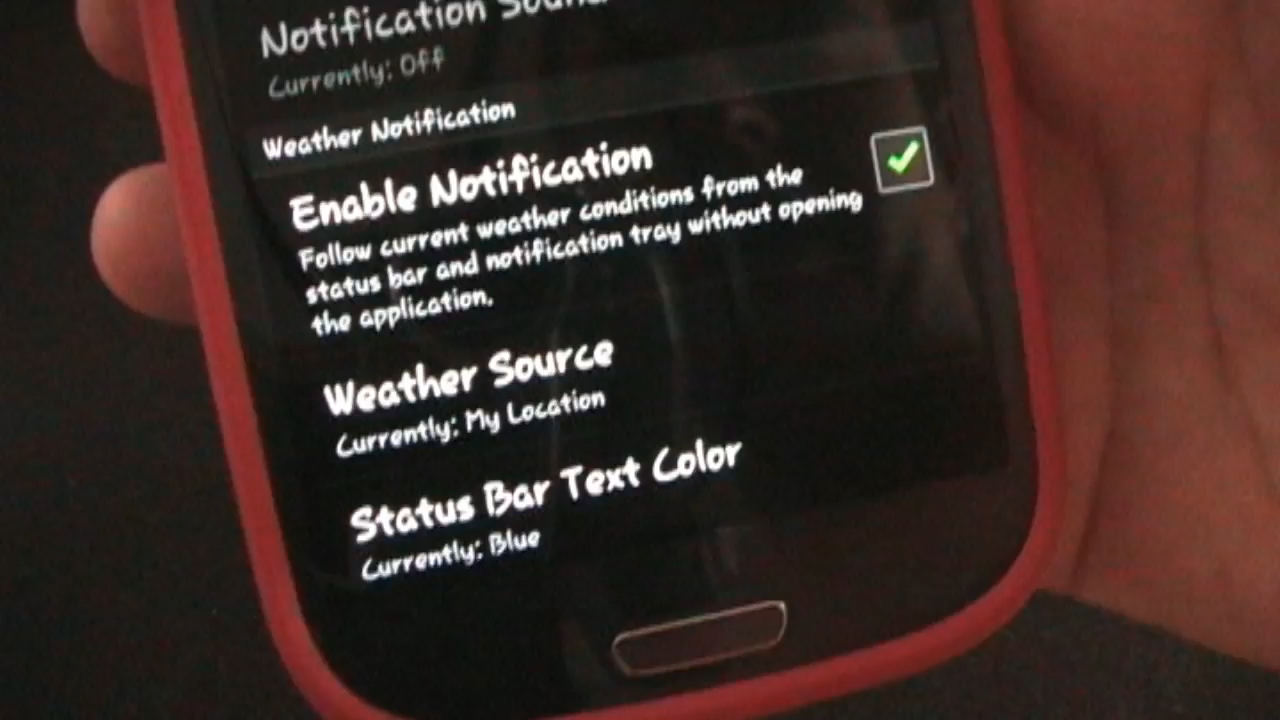 Notification Sound
Currently: Off
Weather Notification
Enable Notification
Follow current weather conditions from the
status bar and notification tray without opening
the application.
Weather Source
Currently: My Location
Status Bar Text Color
Currently: Blue